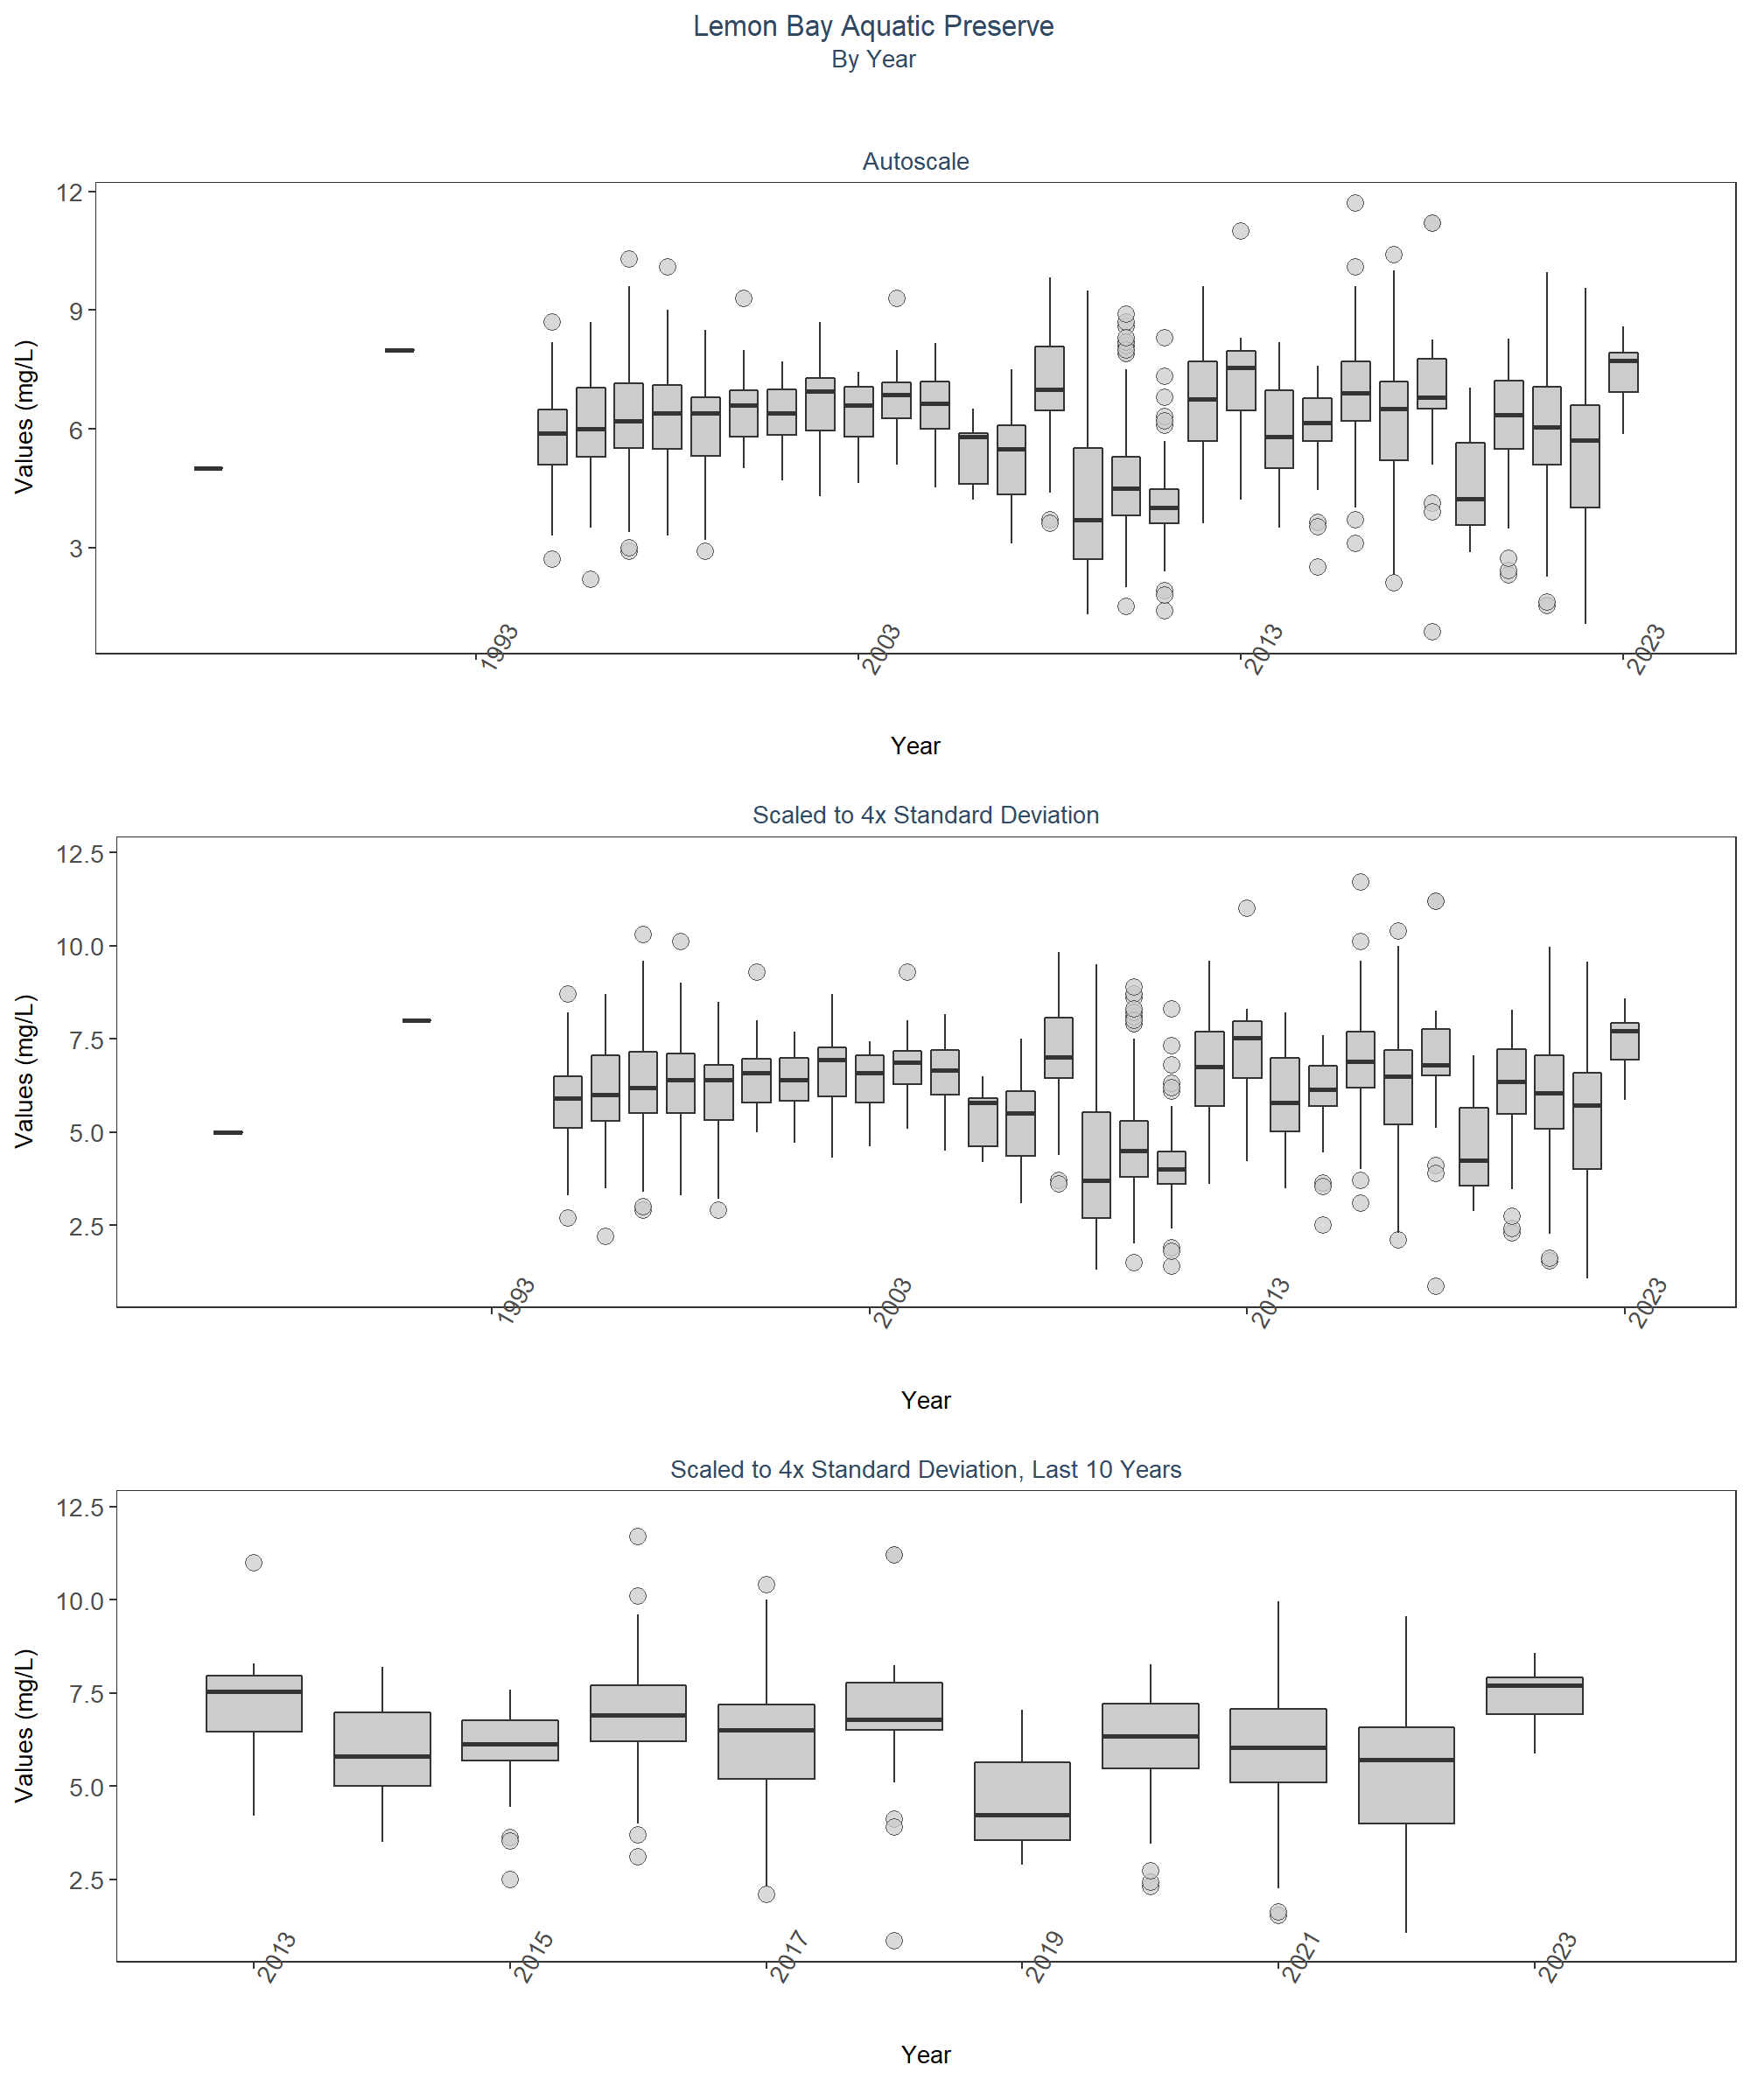 Lemon Bay Aquatic Preserve
By Year
Autoscale
12
9
6
3
Values (mg/L)
1993 2003 2013 2023
Year
Scaled to 4x Standard Deviation
12.5
10.0
7.5
5.0
2.5
Values (mg/L)
1993 2003 2013 2023
Year
Scaled to 4x Standard Deviation, Last 10 Years
12.5
10.0
7.5
5.0
2.5
Values (mg/L)
2013 2015 2017 2019 2021 2023
Year